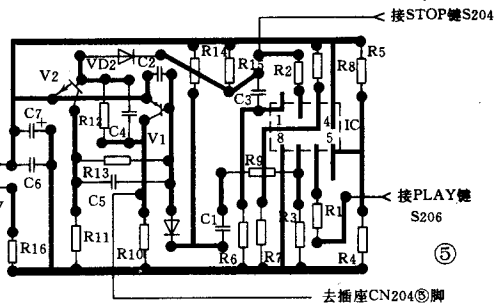 接STOP键S204
R14
R15
R5
VD2
C2
V2
R2
R8
C7
+
R12
C4
V1
C3
1
8
4
5
IC
C6
R13
C5
R9
接PLAY键
S206
R16
R11
R10
C1
R6
R7
R3
R1
R4
⑤
去插座CN204⑤脚